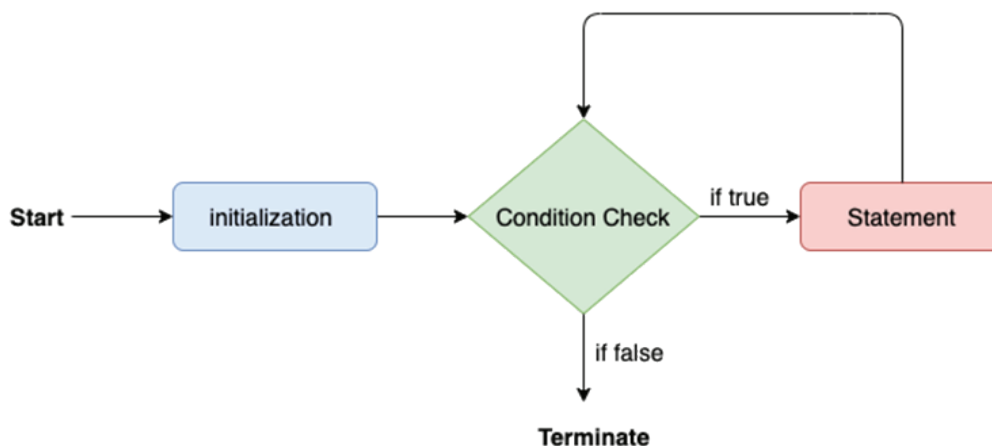 Start
initialization
Condition Check
if true
Statement
if false
Terminate